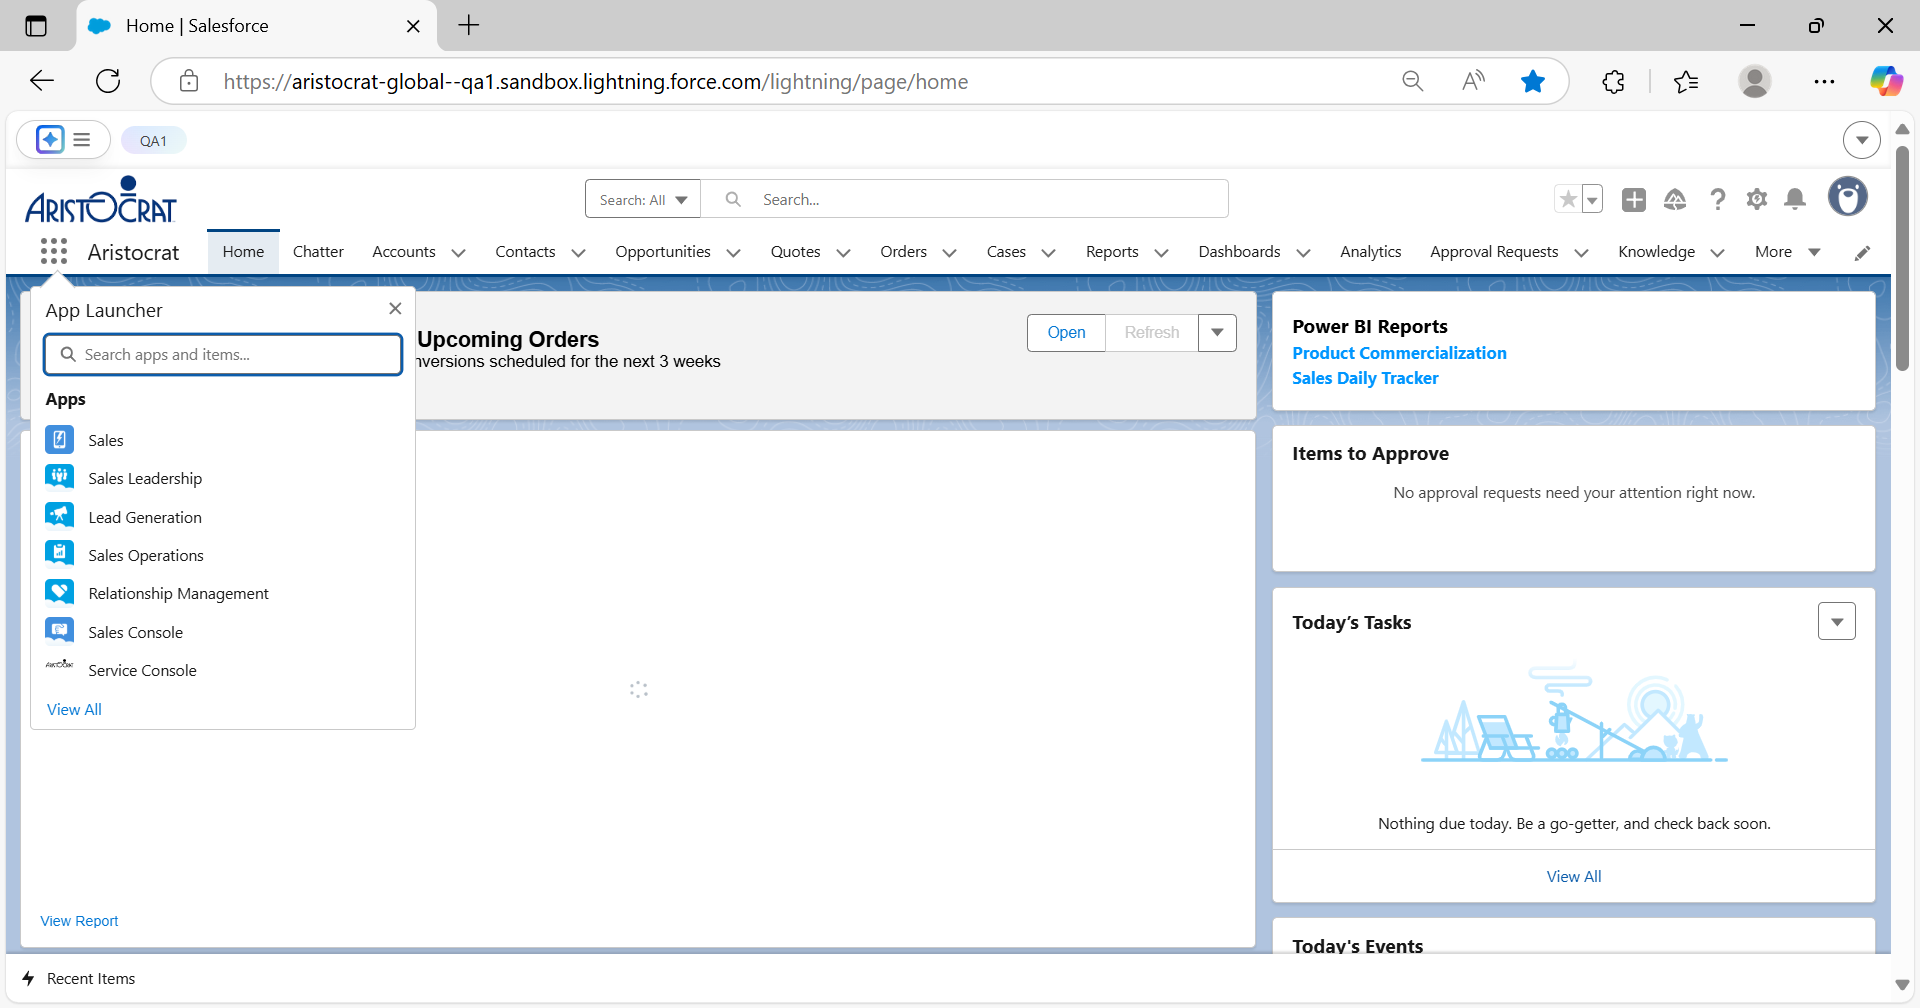 Home | Salesforce
https://aristocrat-global--qa1.sandbox.lightning.force.com/lightning/page/home
QA1
ARISTOCRAT
Search: All
Search...
Aristocrat
Home
Chatter
Accounts
Contacts
Opportunities
Quotes
Orders
Cases
Reports
Dashboards
Analytics
Approval Requests
Knowledge
More
App Launcher
Search apps and items...
Apps
Sales
Sales Leadership
Lead Generation
Sales Operations
Relationship Management
Sales Console
ARISTOCRAT
Service Console
View All
Upcoming Orders
nversions scheduled for the next 3 weeks
Open
Refresh
View Report
Power BI Reports
Product Commercialization
Sales Daily Tracker
Items to Approve
No approval requests need your attention right now.
Today’s Tasks
Nothing due today. Be a go-getter, and check back soon.
View All
Today's Events
Recent Items